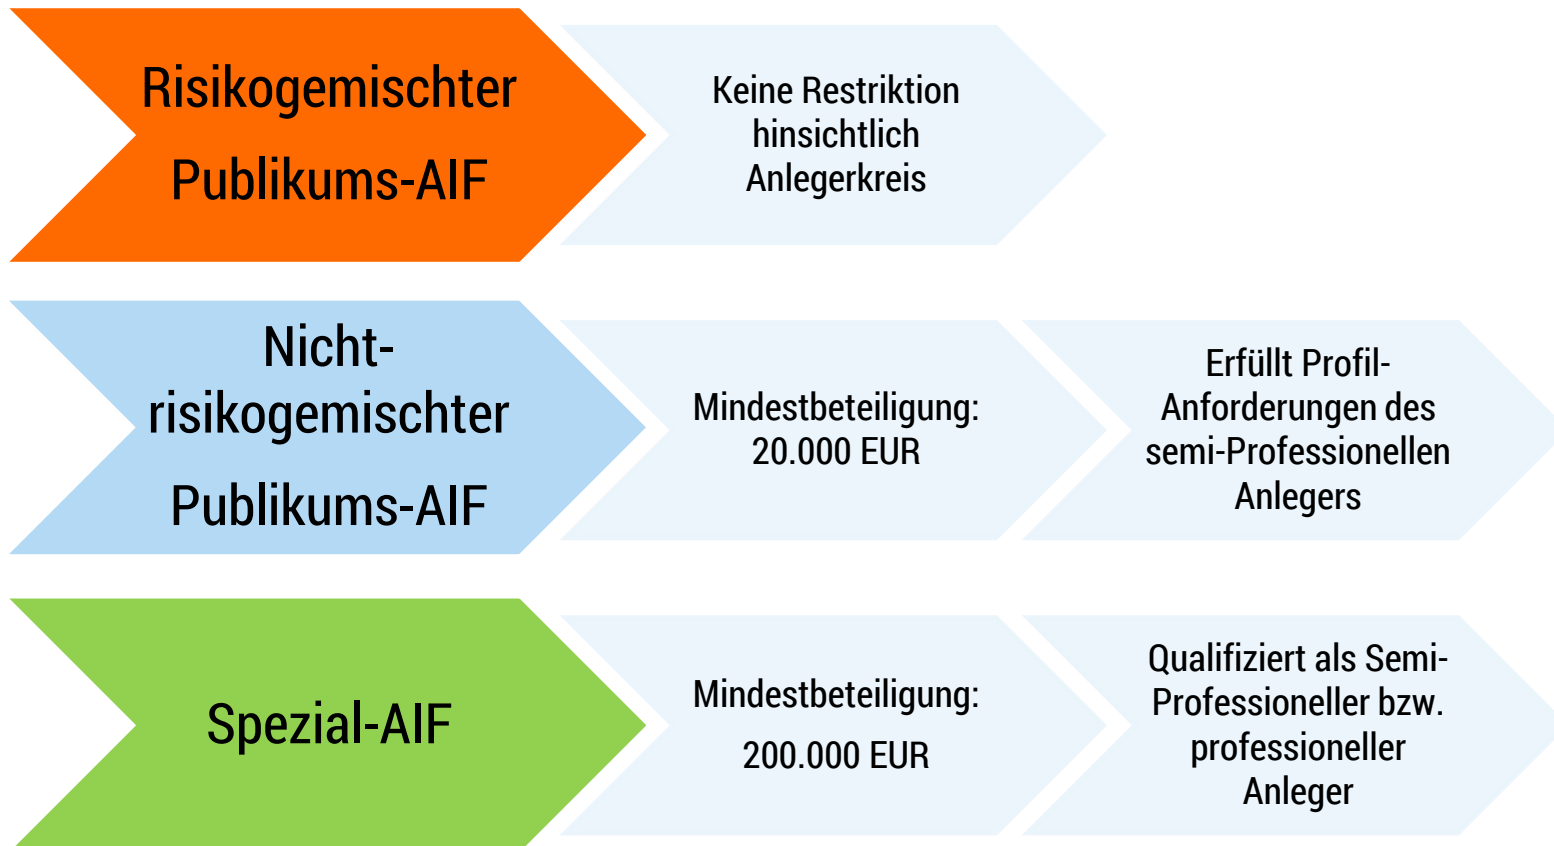 Risikogemischter
Publikums-AIF
Keine Restriktion
hinsichtlich
Anlegerkreis
Nicht-
risikogemischter
Publikums-AIF
Mindestbeteiligung:
20.000 EUR
Erfüllt Profil-
Anforderungen des
semi-Professionellen
Anlegers
Spezial-AIF
Mindestbeteiligung:
200.000 EUR
Qualifiziert als Semi-
Professioneller bzw.
professioneller
Anleger